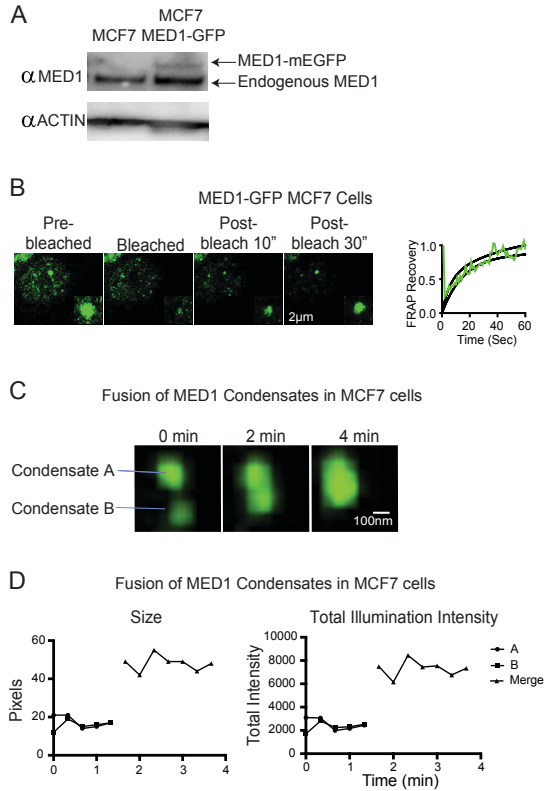 A
MCF7
MCF7
MED1-GFP
αMED1
MED1-mEGFP
Endogenous MED1
αACTIN
B
MED1-GFP MCF7 Cells
Pre-
bleached
Bleached
Post-
bleach 10”
Post-
bleach 30”
2μm
FRAP Recovery
1.0
0.5
0.0
0 20 40 60
Time (Sec)
C
Fusion of MED1 Condensates in MCF7 cells
0 min
2 min
4 min
Condensate A
Condensate B
100nm
D
Fusion of MED1 Condensates in MCF7 cells
Size
Pixels
60
40
20
0
0 1 2 3 4
Total Illumination Intensity
Total Intensity
10000
8000
6000
4000
2000
0
0 1 2 3 4
Time (min)
A
B
Merge